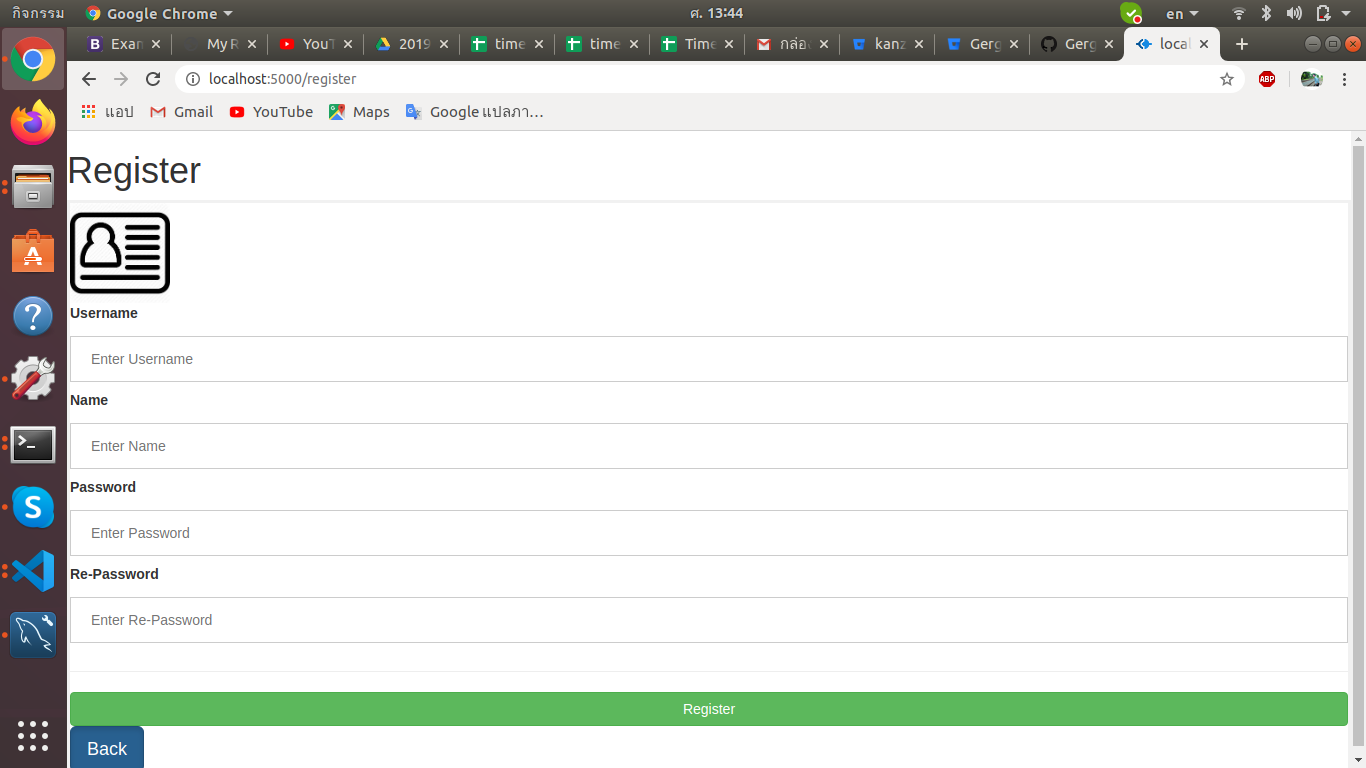 กิจกรรม Google Chrome ศ. 13:44 en
Exan My R YouT 2019 time time Time กล่อ kanz Gerg Gerg local
localhost:5000/register ABP
แอป Gmail YouTube Maps Google แปลภา…
Register
Username
Enter Username
Name
Enter Name
Password
Enter Password
Re-Password
Enter Re-Password
Register
Back